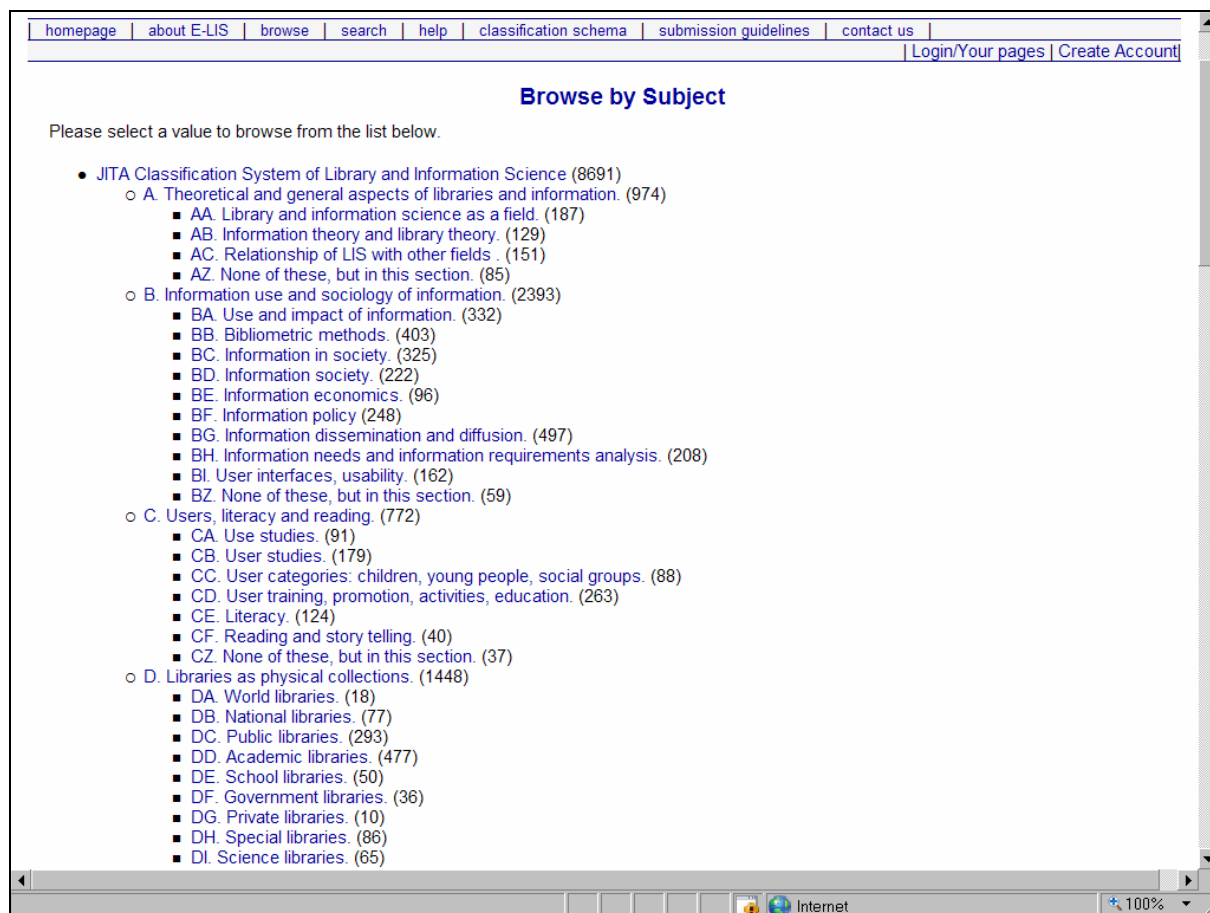 | homepage | about E-LIS | browse | search | help | classification schema | submission guidelines | contact us |
| Login/Your pages | Create Account|
Browse by Subject
Please select a value to browse from the list below.
● JITA Classification System of Library and Information Science (8691)
○ A. Theoretical and general aspects of libraries and information. (974)
■ AA. Library and information science as a field. (187)
■ AB. Information theory and library theory. (129)
■ AC. Relationship of LIS with other fields . (151)
■ AZ. None of these, but in this section. (85)
○ B. Information use and sociology of information. (2393)
■ BA. Use and impact of information. (332)
■ BB. Bibliometric methods. (403)
■ BC. Information in society. (325)
■ BD. Information society. (222)
■ BE. Information economics. (96)
■ BF. Information policy (248)
■ BG. Information dissemination and diffusion. (497)
■ BH. Information needs and information requirements analysis. (208)
■ BI. User interfaces, usability. (162)
■ BZ. None of these, but in this section. (59)
○ C. Users, literacy and reading. (772)
■ CA. Use studies. (91)
■ CB. User studies. (179)
■ CC. User categories: children, young people, social groups. (88)
■ CD. User training, promotion, activities, education. (263)
■ CE. Literacy. (124)
■ CF. Reading and story telling. (40)
■ CZ. None of these, but in this section. (37)
○ D. Libraries as physical collections. (1448)
■ DA. World libraries. (18)
■ DB. National libraries. (77)
■ DC. Public libraries. (293)
■ DD. Academic libraries. (477)
■ DE. School libraries. (50)
■ DF. Government libraries. (36)
■ DG. Private libraries. (10)
■ DH. Special libraries. (86)
■ DI. Science libraries. (65)
Internet 100%